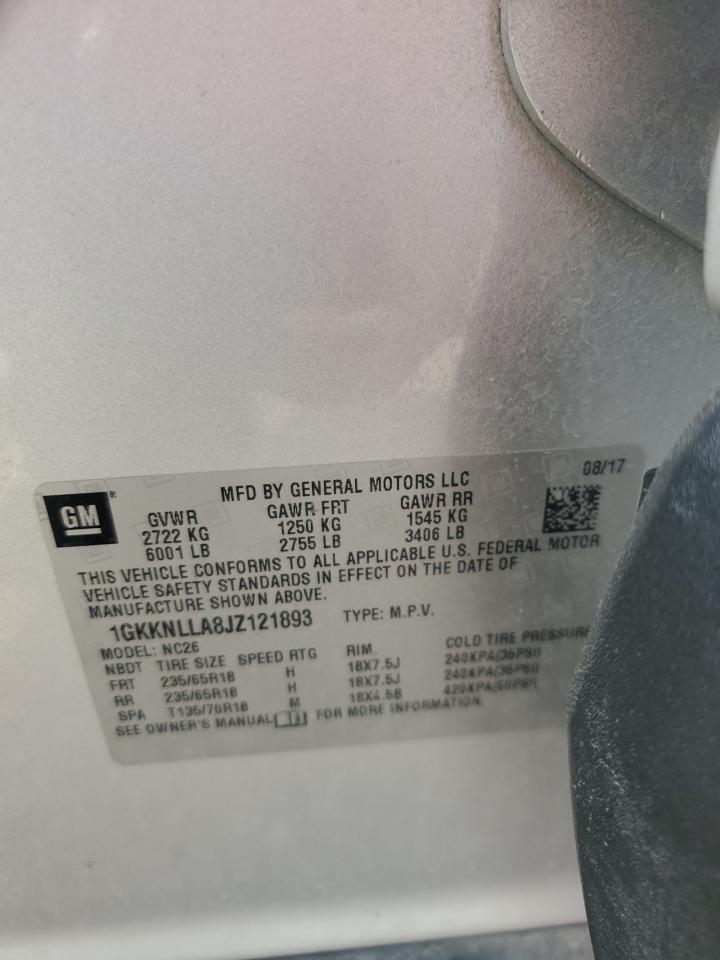 08/17
GM®
MFD BY GENERAL MOTORS LLC
GVWR GAWR FRT GAWR RR
2722 KG 1250 KG 1545 KG
6001 LB 2755 LB 3406 LB
THIS VEHICLE CONFORMS TO ALL APPLICABLE U.S. FEDERAL MOTOR
VEHICLE SAFETY STANDARDS IN EFFECT ON THE DATE OF
MANUFACTURE SHOWN ABOVE.
1GKKNLLA8JZ121893 TYPE: M.P.V.
MODEL: NC26
NBDT TIRE SIZE SPEED RTG RIM COLD TIRE PRESSURE
FRT 235/65R18 H 18X7.5J 240KPA(35PSI)
RR 235/65R18 H 18X7.5J 240KPA(35PSI)
SPA T135/70R18 M 18X4.5B 420KPA(60PSI)
SEE OWNER'S MANUAL FOR MORE INFORMATION.